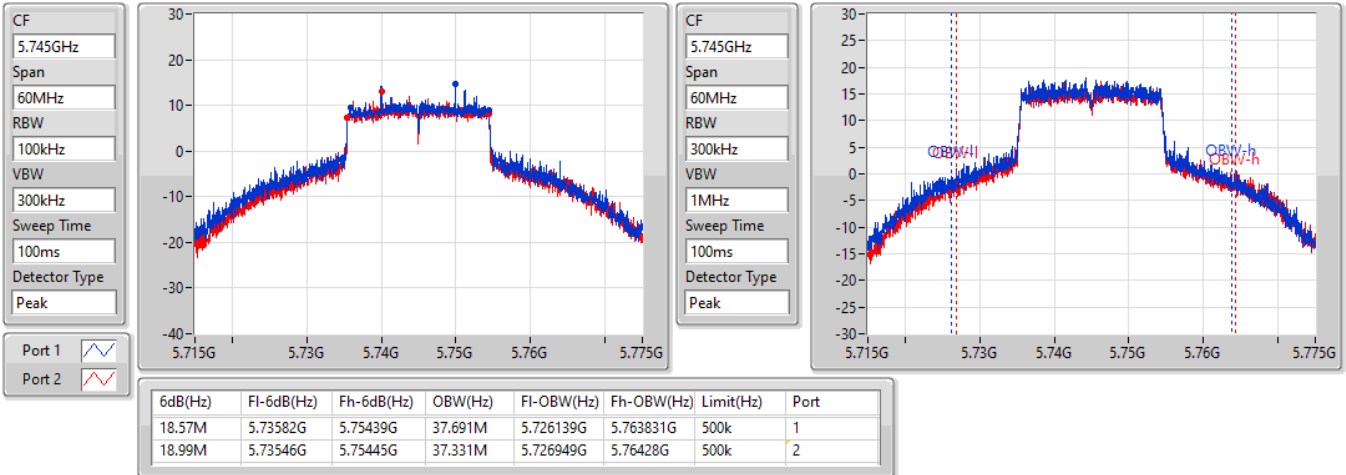 CF
5.745GHz
Span
60MHz
RBW
100kHz
VBW
300kHz
Sweep Time
100ms
Detector Type
Peak
Port 1
Port 2
30-
20-
10-
0-
-10-
-20-
-30-
-40-
5.715G 5.73G 5.74G 5.75G 5.76G 5.775G
CF
5.745GHz
Span
60MHz
RBW
300kHz
VBW
1MHz
Sweep Time
100ms
Detector Type
Peak
30-
25-
20-
15-
10-
5-
0-
-5-
-10-
-15-
-20-
-25-
-30-
OBW-l
OBW-l
OBW-h
OBW-h
5.715G 5.73G 5.74G 5.75G 5.76G 5.775G
6dB(Hz) Fl-6dB(Hz) Fh-6dB(Hz) OBW(Hz) Fl-OBW(Hz) Fh-OBW(Hz) Limit(Hz) Port
18.57M 5.73582G 5.75439G 37.691M 5.726139G 5.763831G 500k 1
18.99M 5.73546G 5.75445G 37.331M 5.726949G 5.76428G 500k 2